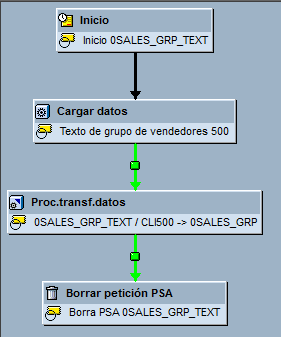 Inicio
Inicio 0SALES_GRP_TEXT
Cargar datos
Texto de grupo de vendedores 500
Proc.transf.datos
0SALES_GRP_TEXT / CLI500 -> 0SALES_GRP
Borrar petición PSA
Borra PSA 0SALES_GRP_TEXT